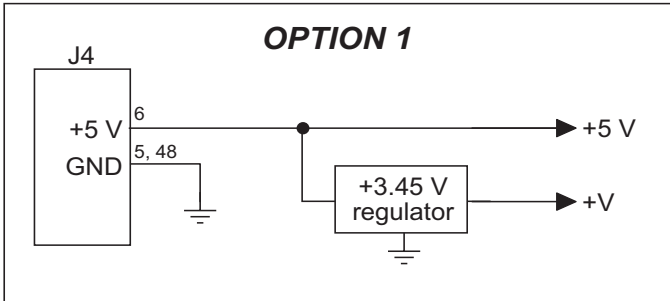 OPTION 1
J4
+5 V
6
+5 V
GND
5, 48
+3.45 V
regulator
+V